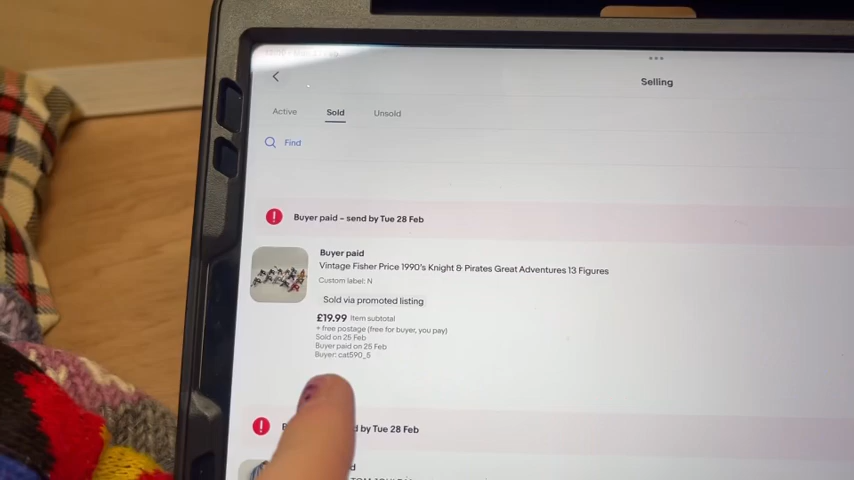 Selling
Active Sold Unsold
Find
Buyer paid – send by Tue 28 Feb
Buyer paid
Vintage Fisher Price 1990's Knight & Pirates Great Adventures 13 Figures
Custom label: N
Sold via promoted listing
£19.99 Item subtotal
+ free postage (free for buyer, you pay)
Sold on 25 Feb
Buyer paid on 25 Feb
Buyer: cat590_5
d by Tue 28 Feb